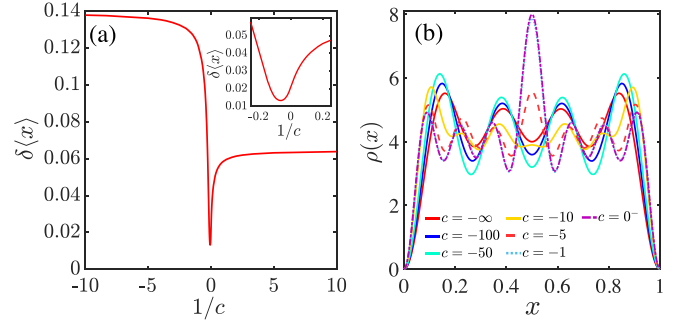 (a)
0.14
0.12
0.1
0.08
0.06
0.04
0.02
0
δ⟨x⟩
-10 -5 0 5 10
1/c
0.05
0.04
0.03
0.02
0.01
δ⟨x⟩
-0.2 0 0.2
1/c
(b)
8
6
4
2
0
ρ(x)
c = −∞ c = −10 c = 0⁻
c = −100 c = −5
c = −50 c = −1
0 0.2 0.4 0.6 0.8 1
x